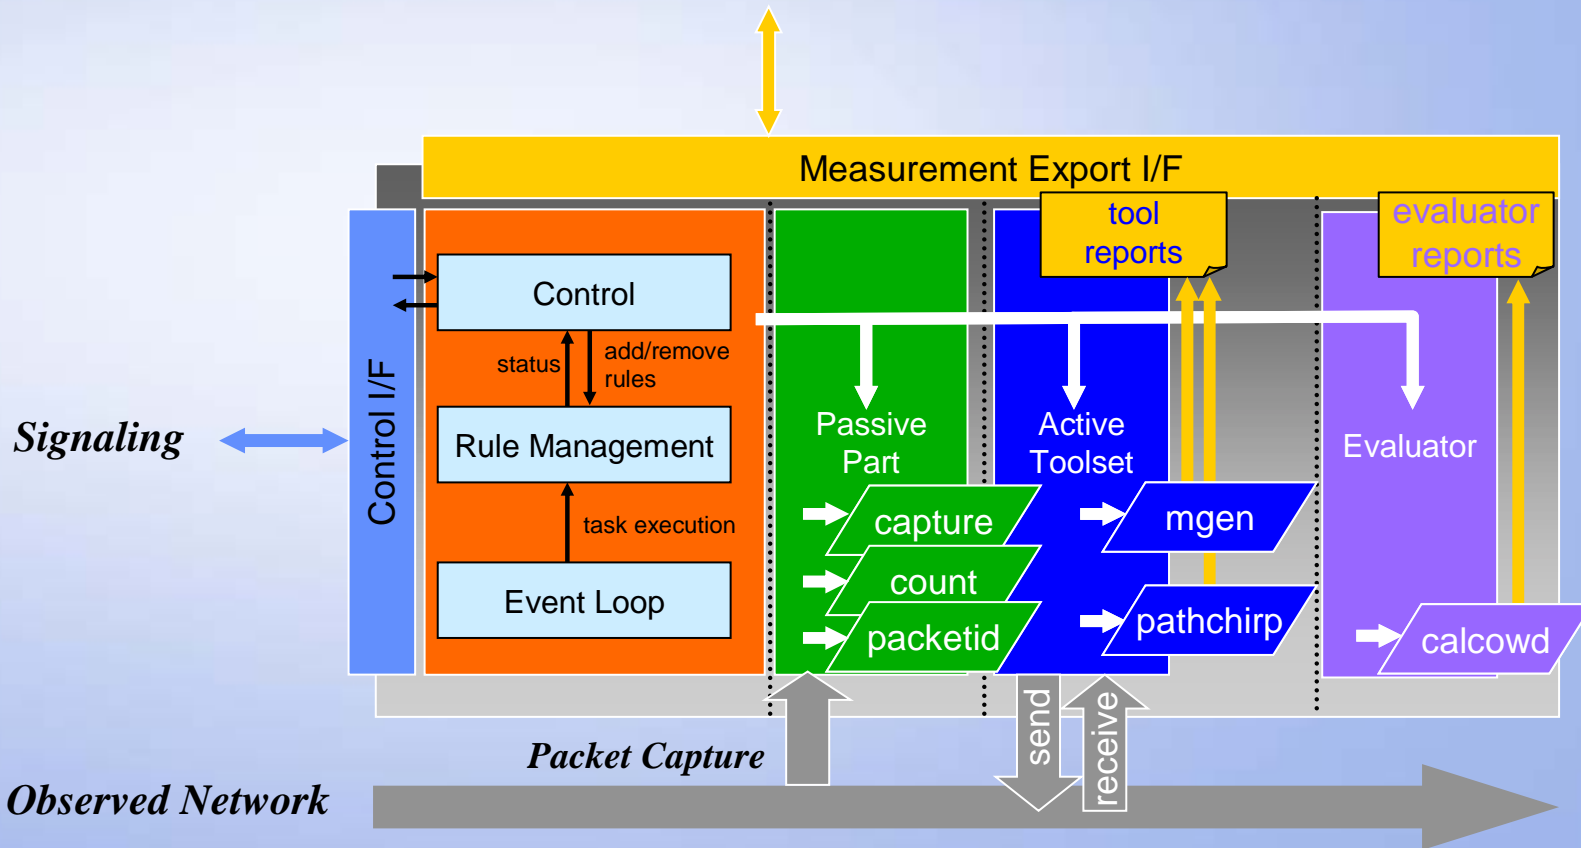 Measurement Export I/F
tool
reports
evaluator
reports
Control
status
add/remove
rules
Control I/F
Signaling
Rule Management
task execution
Event Loop
Passive
Part
capture
count
packetid
Active
Toolset
mgen
pathchirp
Evaluator
calcowd
send
receive
Packet Capture
Observed Network